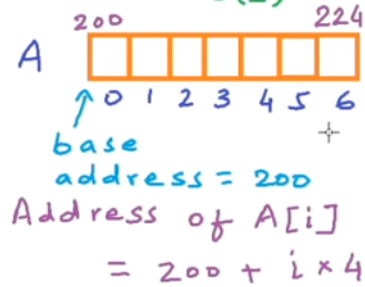 200 224
A
0 1 2 3 4 5 6
base
address = 200
Address of A[i]
= 200 + i × 4